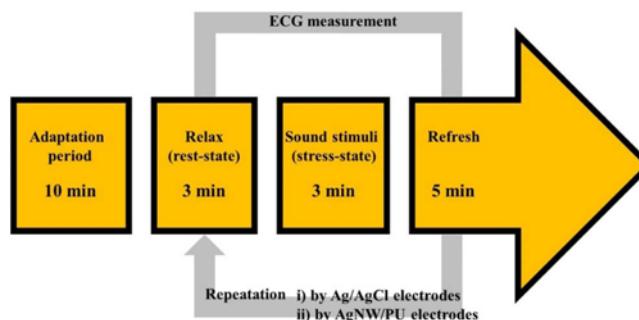 ECG measurement
Adaptation
period
10 min
Relax
(rest-state)
3 min
Sound stimuli
(stress-state)
3 min
Refresh
5 min
Repeatation i) by Ag/AgCl electrodes
ii) by AgNW/PU electrodes